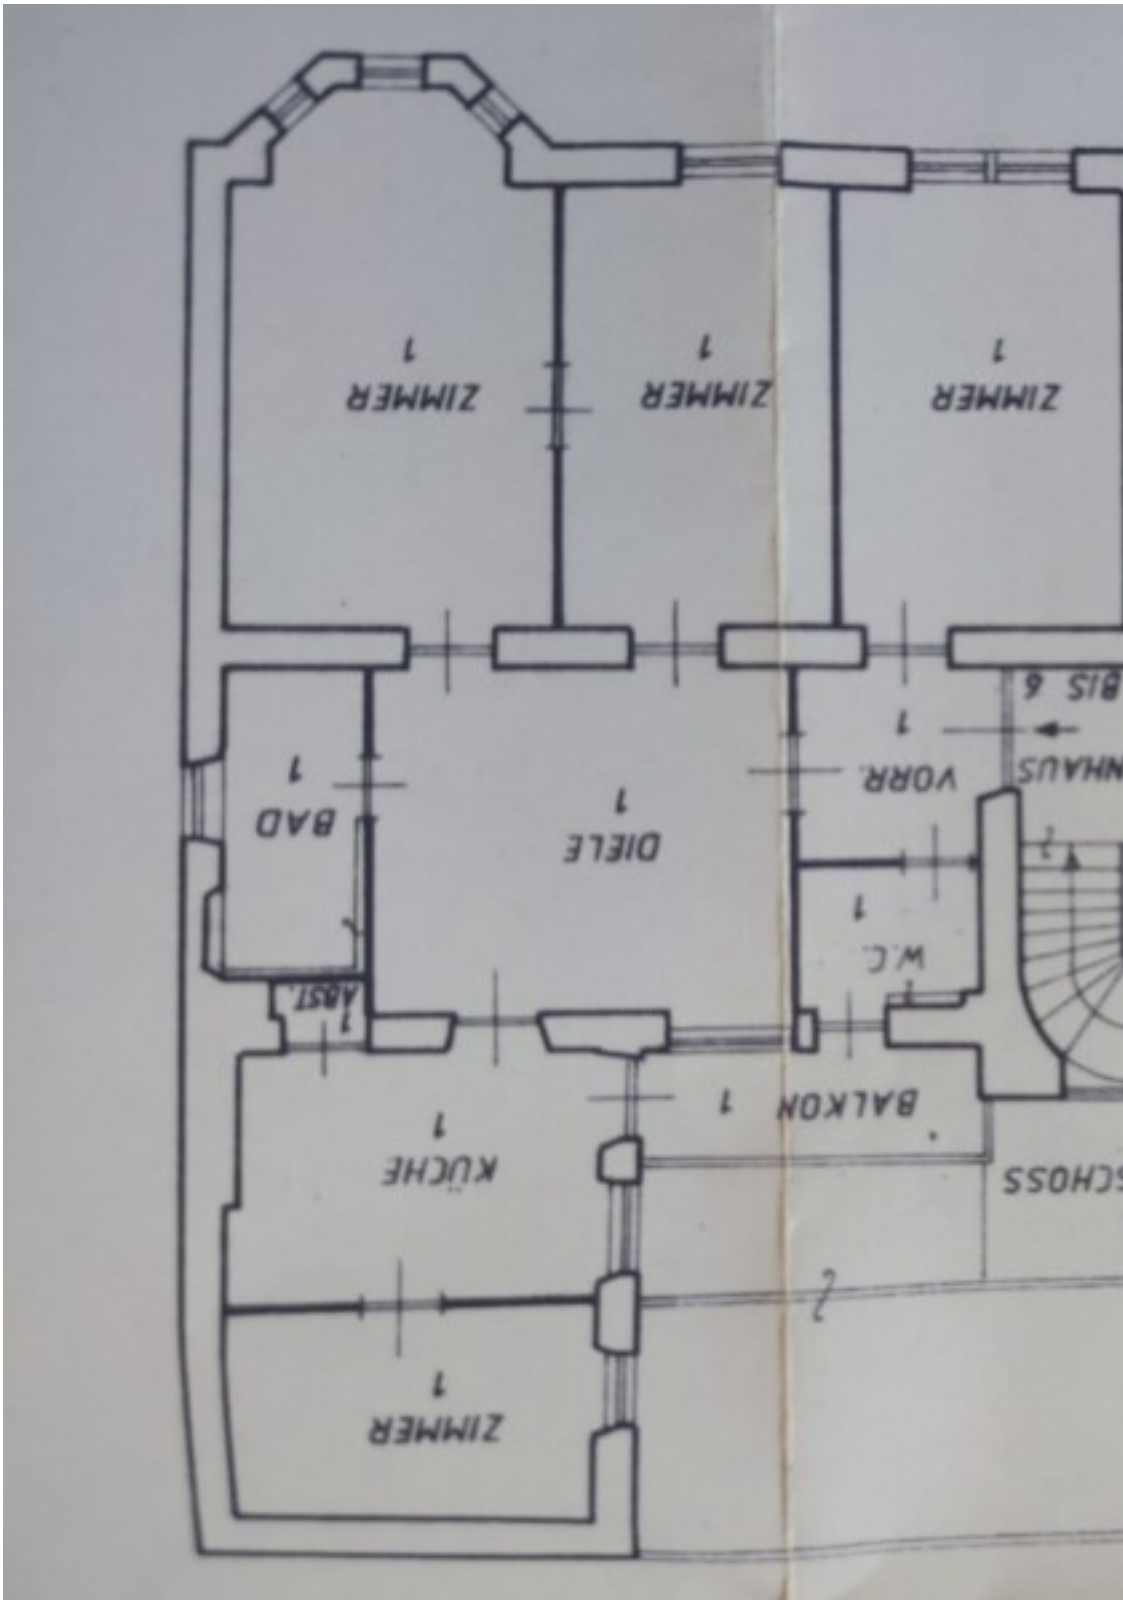 ZIMMER
1
SCHOSS
KÜCHE
1
BALKON 1
1
ABST.
W.C.
1
DIELE
1
BAD
1
NHAUS
BIS 6
VORR.
1
ZIMMER
1
ZIMMER
1
ZIMMER
1